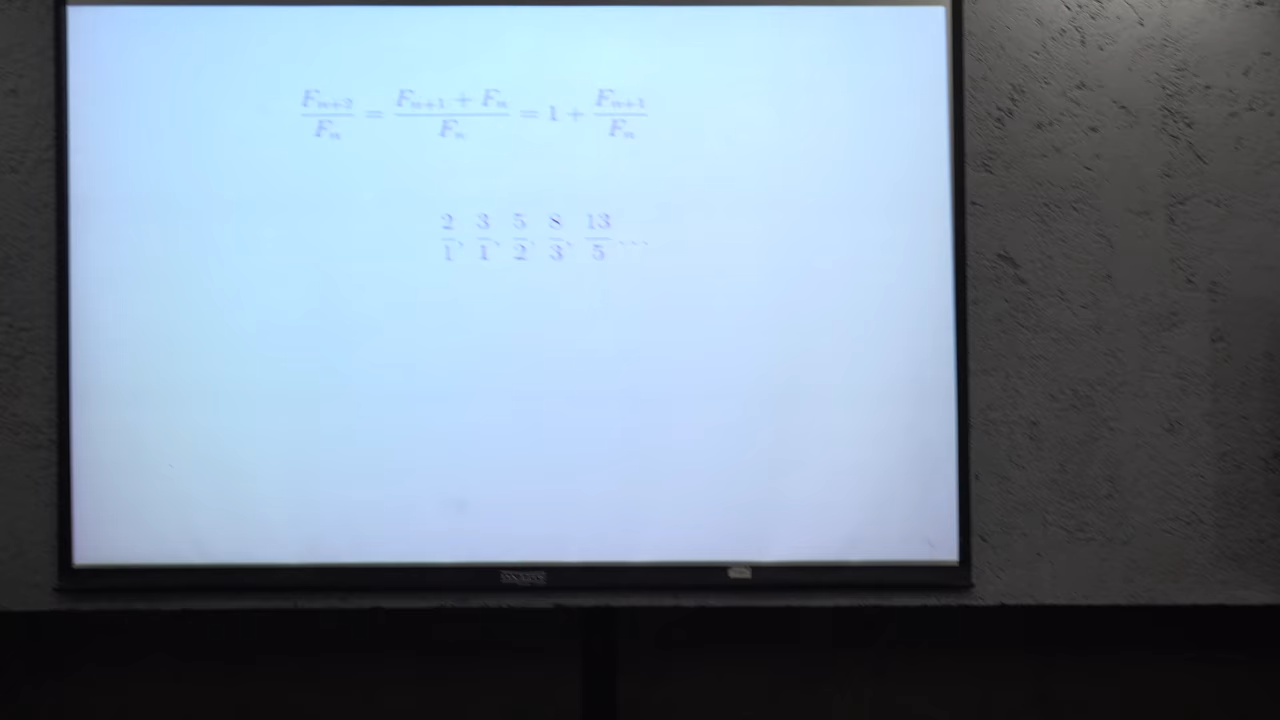 F_{n+2}/F_n = (F_{n+1} + F_n)/F_n = 1 + F_{n+1}/F_n
2/1, 3/1, 5/2, 8/3, 13/5 ...